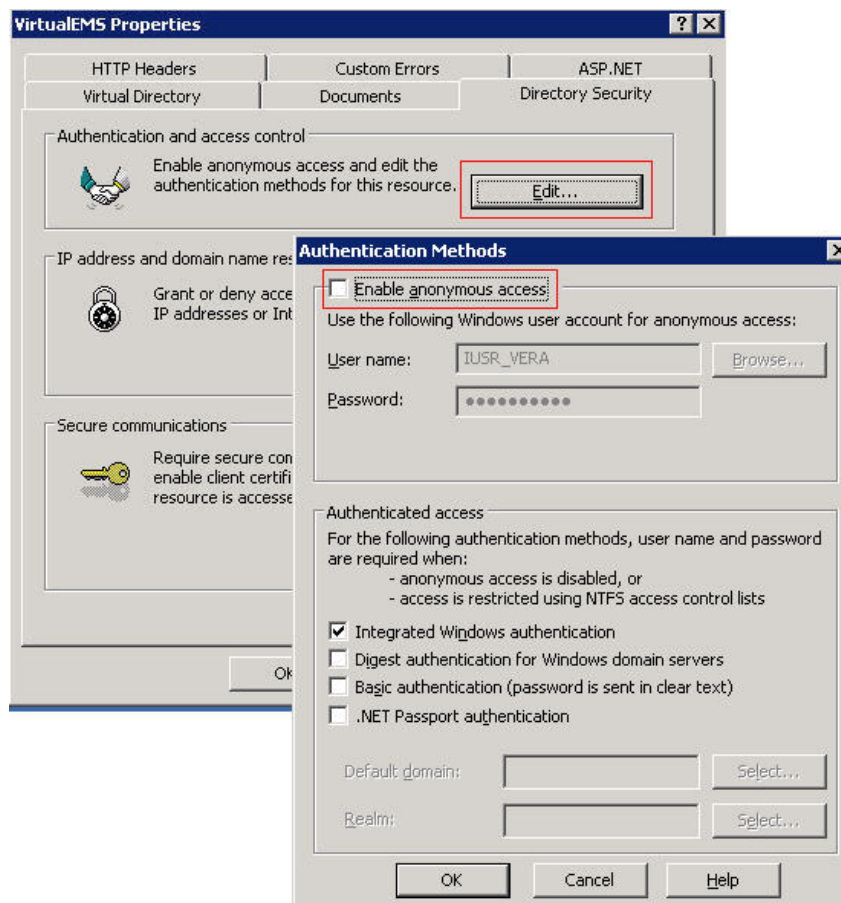 VirtualEMS Properties
HTTP Headers
Custom Errors
ASP.NET
Virtual Directory
Documents
Directory Security
Authentication and access control
Enable anonymous access and edit the
authentication methods for this resource.
Edit...
IP address and domain name res
Grant or deny acce
IP addresses or Int
Secure communications
Require secure con
enable client certifi
resource is accesse
OK
Authentication Methods
Enable anonymous access
Use the following Windows user account for anonymous access:
User name:
IUSR_VERA
Browse...
Password:
Authenticated access
For the following authentication methods, user name and password
are required when:
- anonymous access is disabled, or
- access is restricted using NTFS access control lists
Integrated Windows authentication
Digest authentication for Windows domain servers
Basic authentication (password is sent in clear text)
.NET Passport authentication
Default domain:
Select...
Realm:
Select...
OK
Cancel
Help